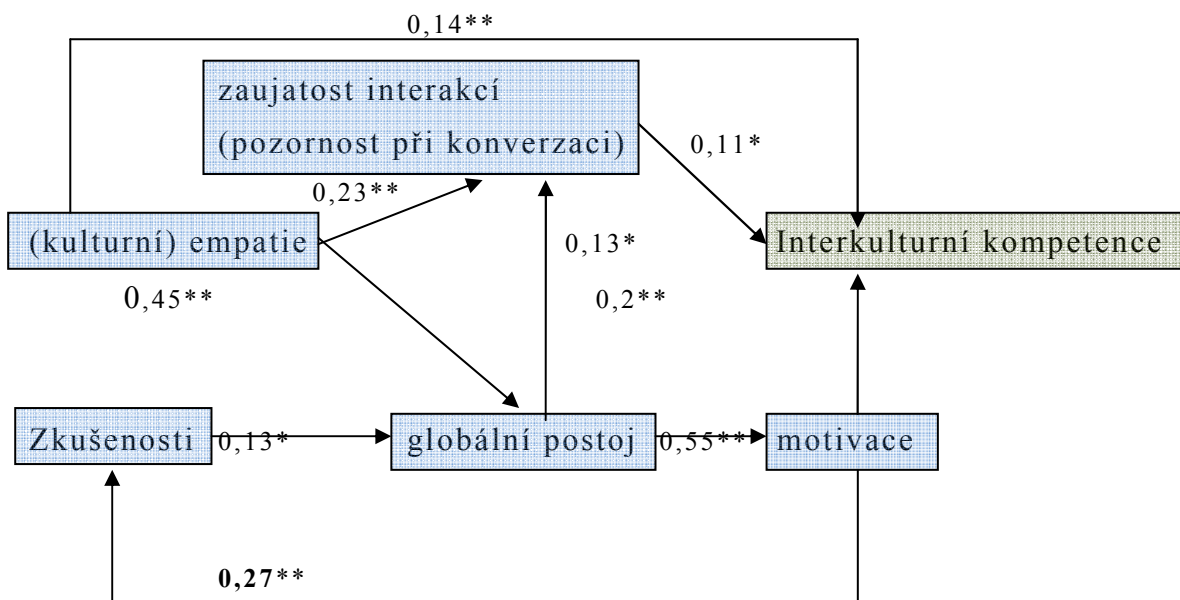 0,14**
zaujatost interakcí
(pozornost při konverzaci)
0,11*
0,23**
(kulturní) empatie
0,13*
Interkulturní kompetence
0,45**
0,2**
Zkušenosti
0,13*
globální postoj
0,55**
motivace
0,27**